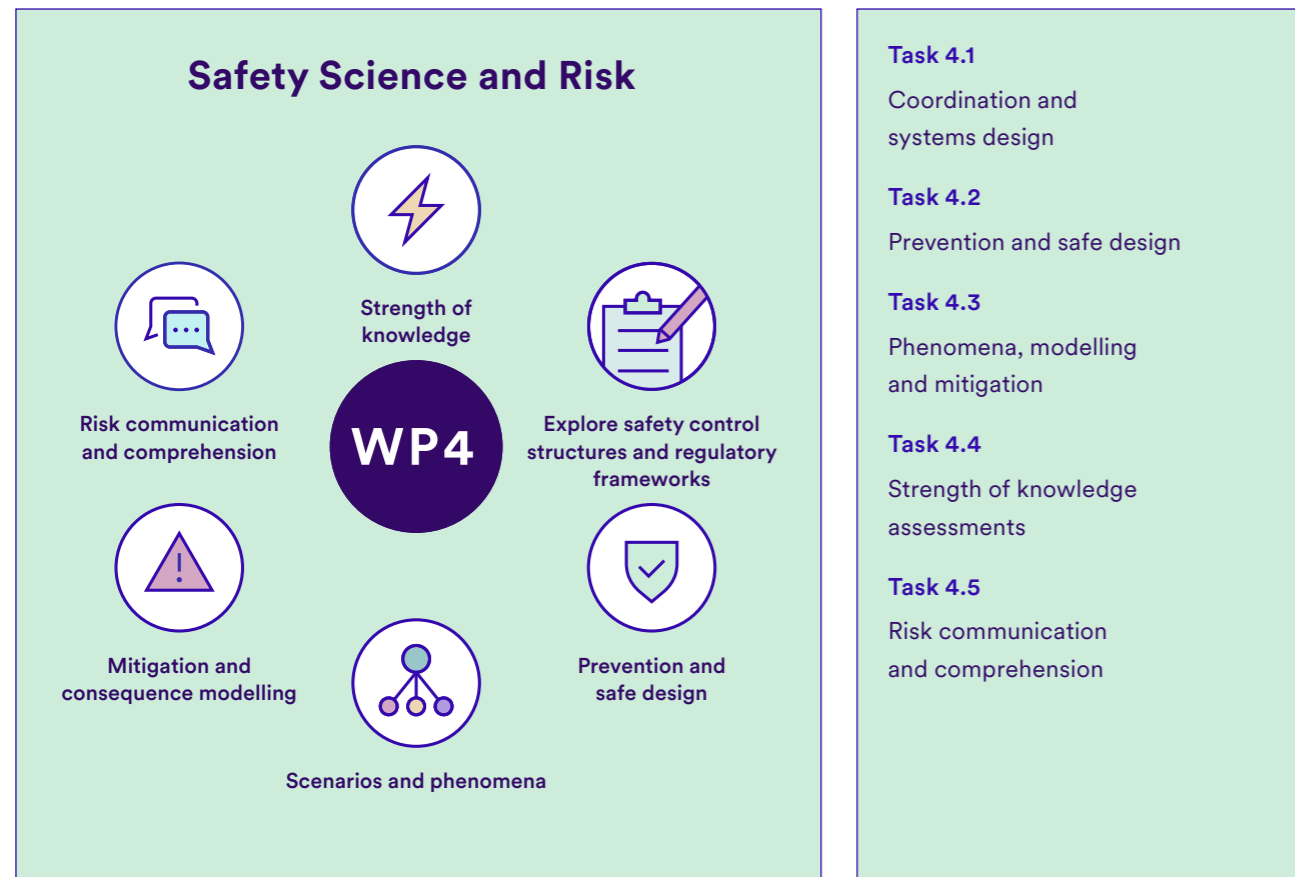 Safety Science and Risk
Strength of
knowledge
Risk communication
and comprehension
WP4
Explore safety control
structures and regulatory
frameworks
Mitigation and
consequence modelling
Prevention and
safe design
Scenarios and phenomena
Task 4.1
Coordination and
systems design
Task 4.2
Prevention and safe design
Task 4.3
Phenomena, modelling
and mitigation
Task 4.4
Strength of knowledge
assessments
Task 4.5
Risk communication
and comprehension